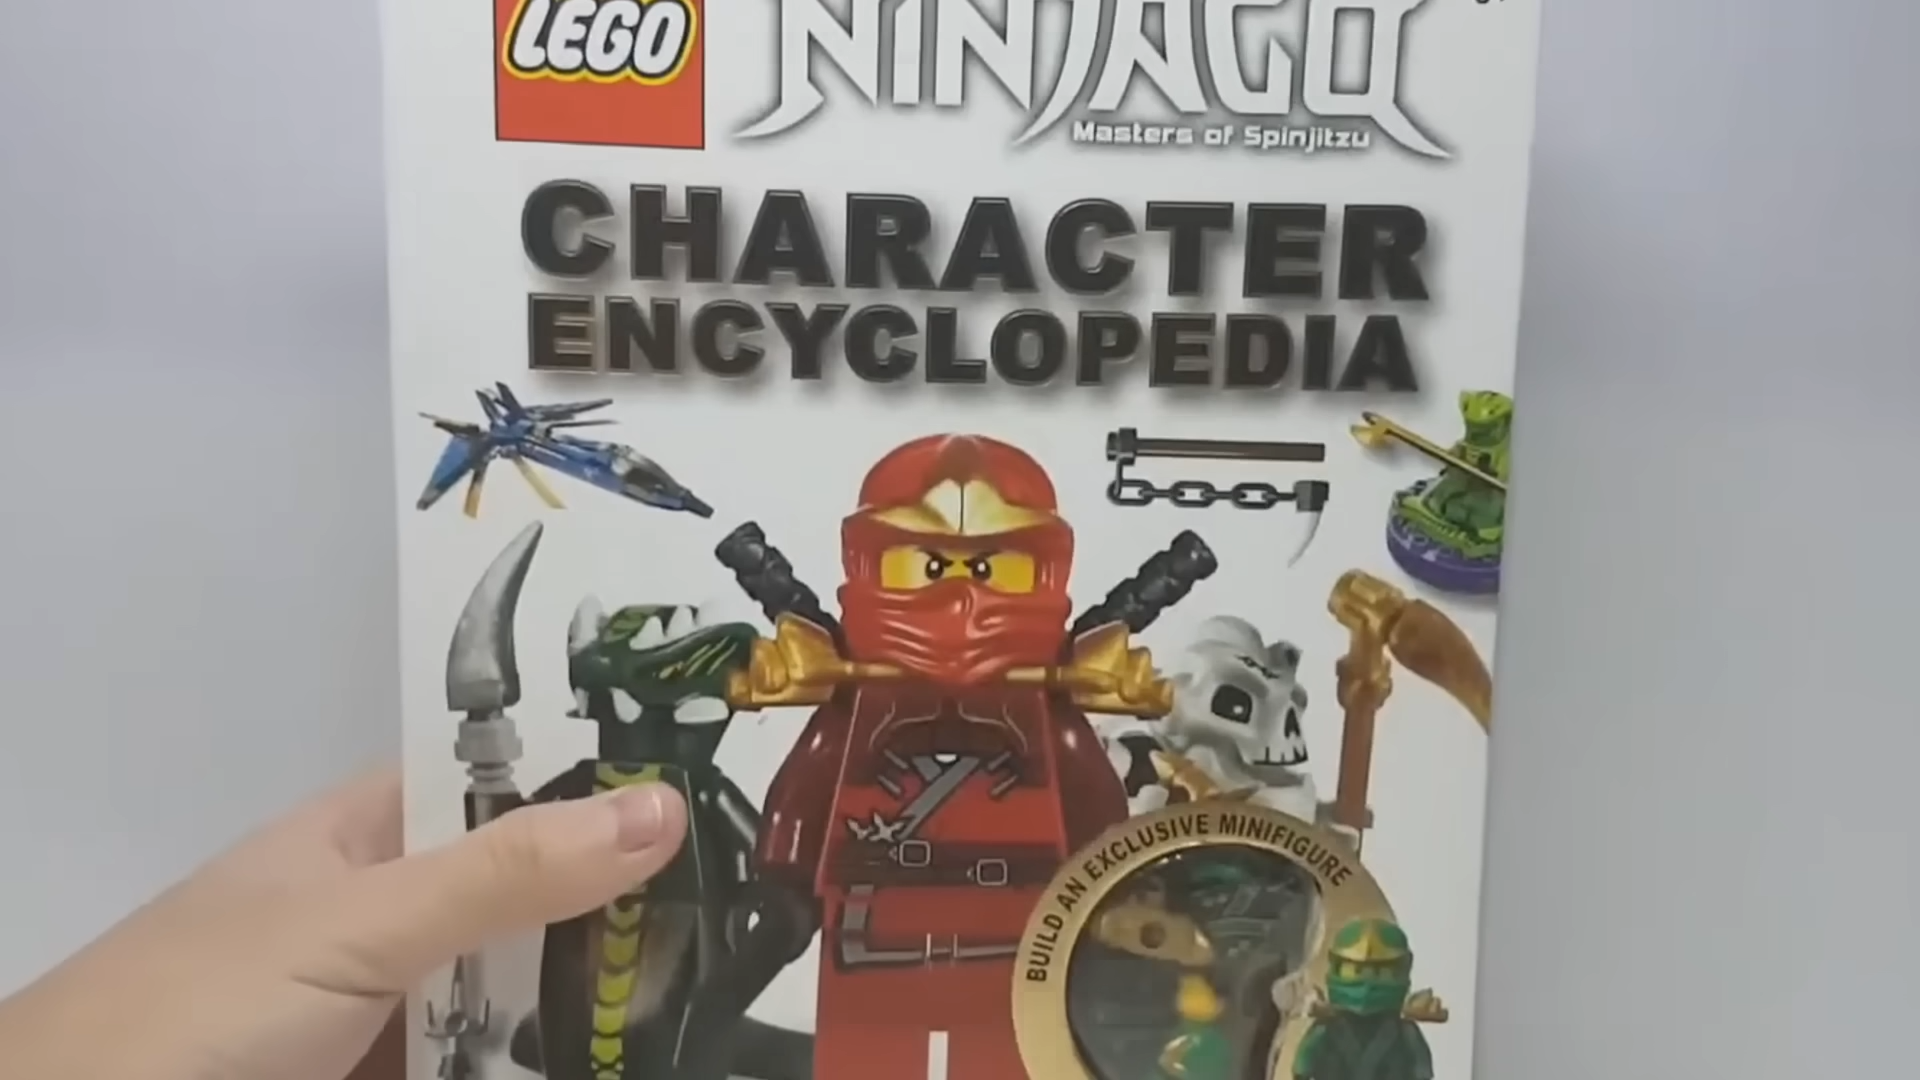 LEGO
NINJAGO
Masters of Spinjitzu
CHARACTER
ENCYCLOPEDIA
BUILD AN EXCLUSIVE MINIFIGURE